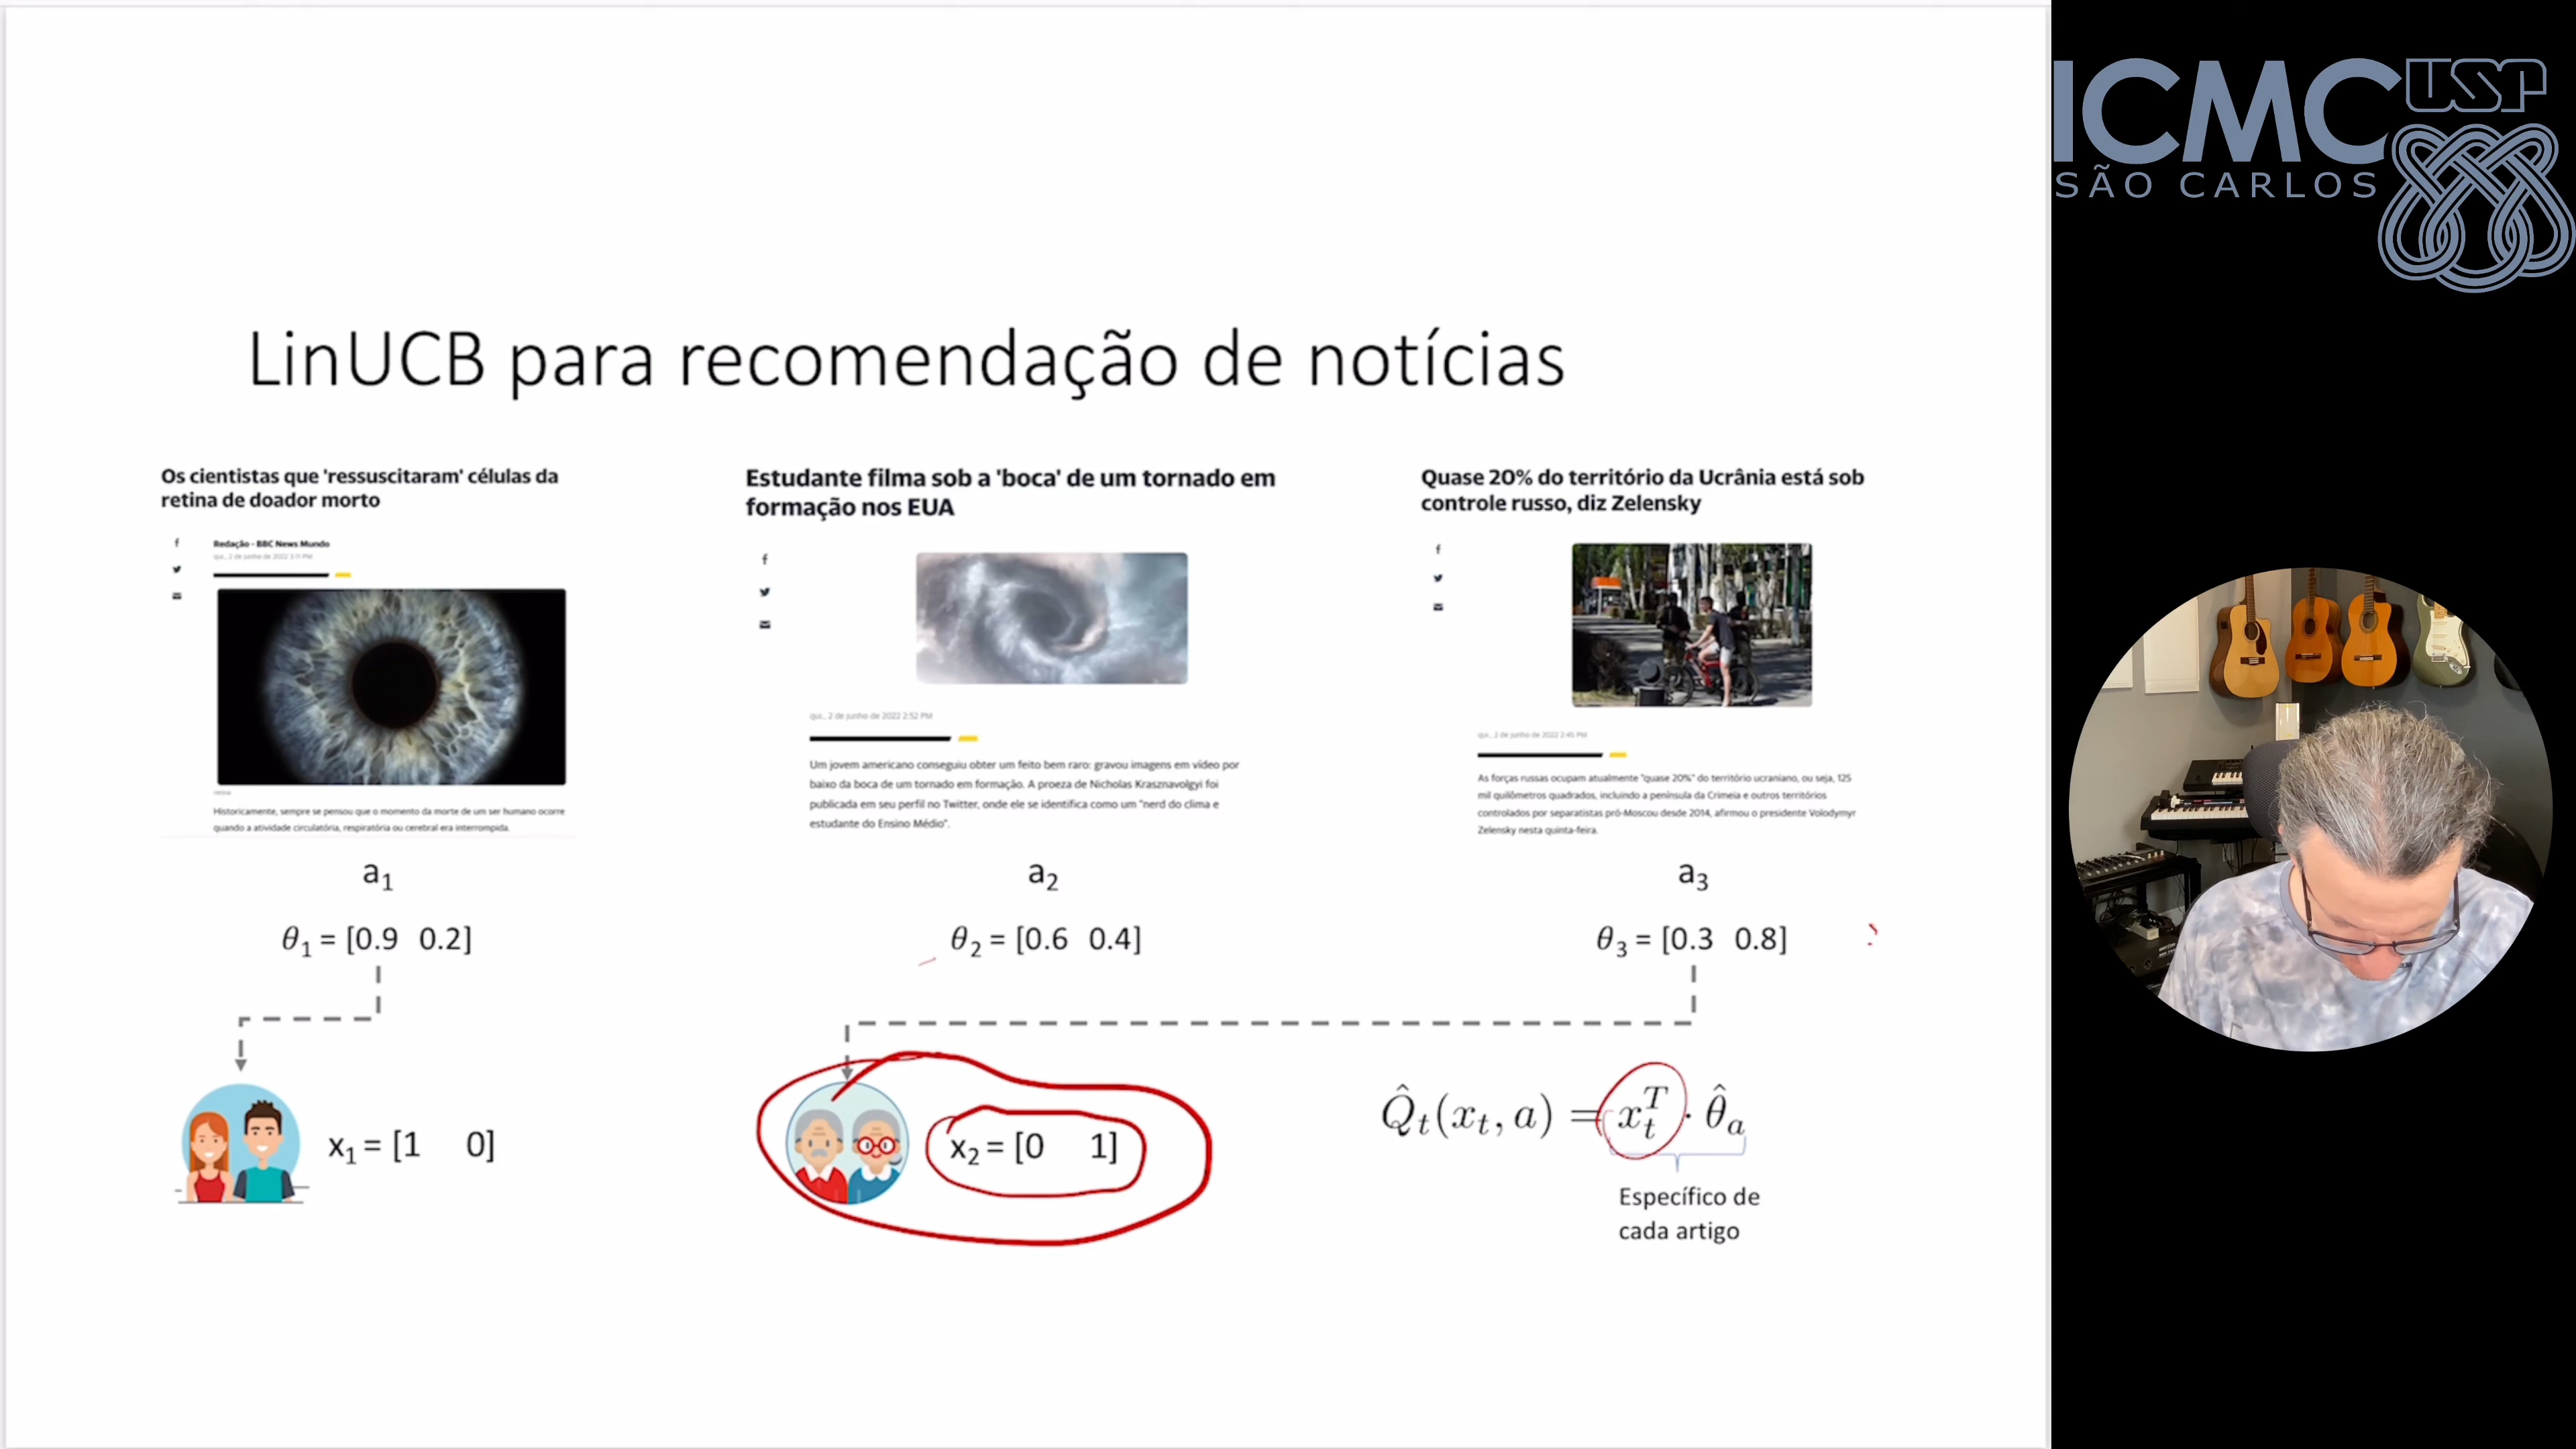 ICMC USP
SÃO CARLOS
LinUCB para recomendação de notícias
Os cientistas que 'ressuscitaram' células da
retina de doador morto
Redação - BBC News Mundo
qui., 2 de junho de 2022 3:11 PM
retina
Historicamente, sempre se pensou que o momento da morte de um ser humano ocorre
quando a atividade circulatória, respiratória ou cerebral era interrompida.
a₁
θ₁ = [0.9 0.2]
Estudante filma sob a 'boca' de um tornado em
formação nos EUA
qui., 2 de junho de 2022 2:52 PM
Um jovem americano conseguiu obter um feito bem raro: gravou imagens em vídeo por
baixo da boca de um tornado em formação. A proeza de Nicholas Krasznavolgyi foi
publicada em seu perfil no Twitter, onde ele se identifica como um "nerd do clima e
estudante do Ensino Médio".
a₂
θ₂ = [0.6 0.4]
Quase 20% do território da Ucrânia está sob
controle russo, diz Zelensky
qui., 2 de junho de 2022 2:45 PM
As forças russas ocupam atualmente "quase 20%" do território ucraniano, ou seja, 125
mil quilômetros quadrados, incluindo a península da Crimeia e outros territórios
controlados por separatistas pró-Moscou desde 2014, afirmou o presidente Volodymyr
Zelensky nesta quinta-feira.
a₃
θ₃ = [0.3 0.8]
x₁ = [1 0]
x₂ = [0 1]
Q̂ₜ(xₜ, a) = xₜᵀ · θ̂ₐ
Específico de
cada artigo